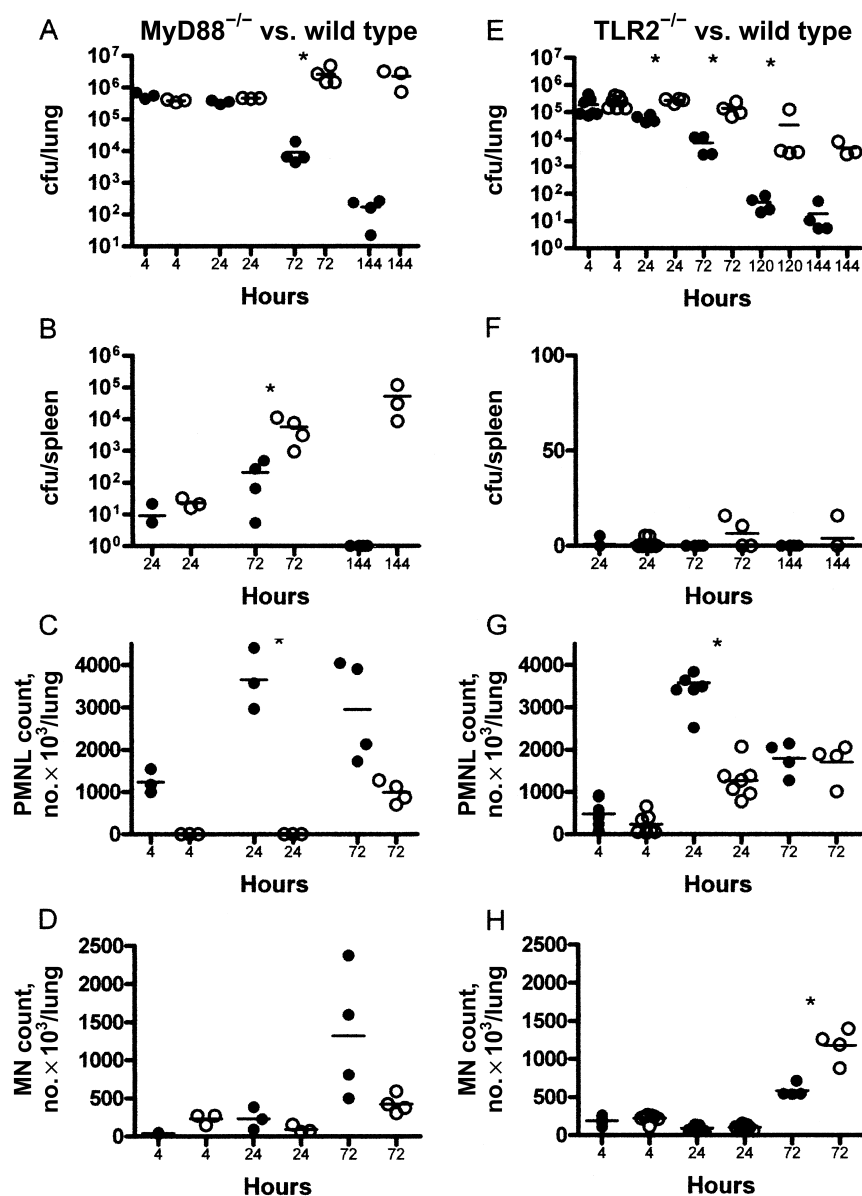 A MyD88−/− vs. wild type
*
10^7
10^6
10^5
10^4
10^3
10^2
10^1
cfu/lung
4 4 24 24 72 72 144 144
Hours
B
*
10^6
10^5
10^4
10^3
10^2
10^1
10^0
cfu/spleen
24 24 72 72 144 144
Hours
C
*
4000
3000
2000
1000
0
PMNL count,
no. × 10^3/lung
4 4 24 24 72 72
Hours
D
2500
2000
1500
1000
500
0
MN count,
no. × 10^3/lung
4 4 24 24 72 72
Hours
E TLR2−/− vs. wild type
* * *
10^7
10^6
10^5
10^4
10^3
10^2
10^1
10^0
cfu/lung
4 4 24 24 72 72 120 120 144 144
Hours
F
100
50
0
cfu/spleen
24 24 72 72 144 144
Hours
G
*
4000
3000
2000
1000
0
PMNL count,
no. × 10^3/lung
4 4 24 24 72 72
Hours
H
*
2500
2000
1500
1000
500
0
MN count,
no. × 10^3/lung
4 4 24 24 72 72
Hours